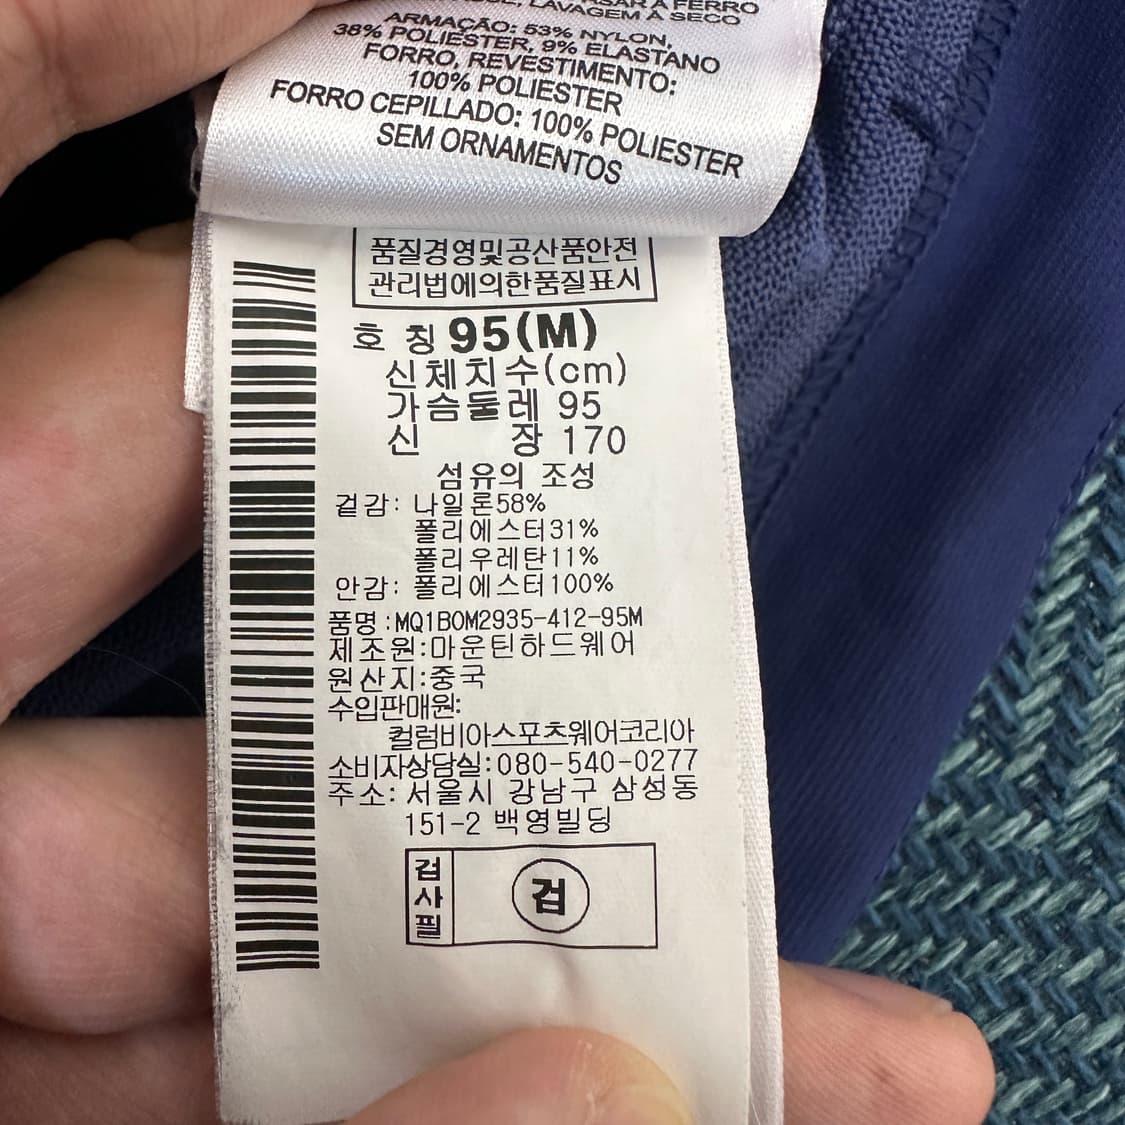 SAR A FERRO
LAVAGEM A SECO
ARMAÇÃO: 53% NYLON,
38% POLIESTER, 9% ELASTANO
FORRO, REVESTIMENTO:
100% POLIESTER
FORRO CEPILLADO: 100% POLIESTER
SEM ORNAMENTOS
품질경영및공산품안전
관리법에의한품질표시
호 칭 95(M)
신체치수(cm)
가슴둘레 95
신 장 170
섬유의 조성
겉감: 나일론58%
폴리에스터31%
폴리우레탄11%
안감: 폴리에스터100%
품명:MQ1BOM2935-412-95M
제조원:마운틴하드웨어
원산지:중국
수입판매원:
컬럼비아스포츠웨어코리아
소비자상담실:080-540-0277
주소: 서울시 강남구 삼성동
151-2 백영빌딩
검사필 검